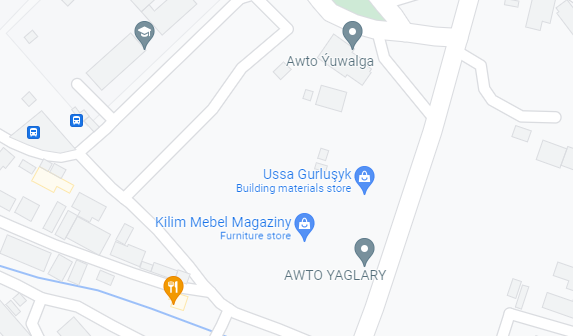 Awto Ýuwalga
Ussa Gurluşyk
Building materials store
Kilim Mebel Magaziny
Furniture store
AWTO YAGLARY